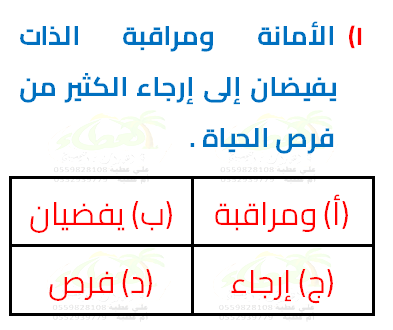 ١) الأمانة ومراقبة الذات
يفيضان إلى إرجاء الكثير من
فرص الحياة .
(أ) ومراقبة (ب) يفضيان
(ج) إرجاء (د) فرص